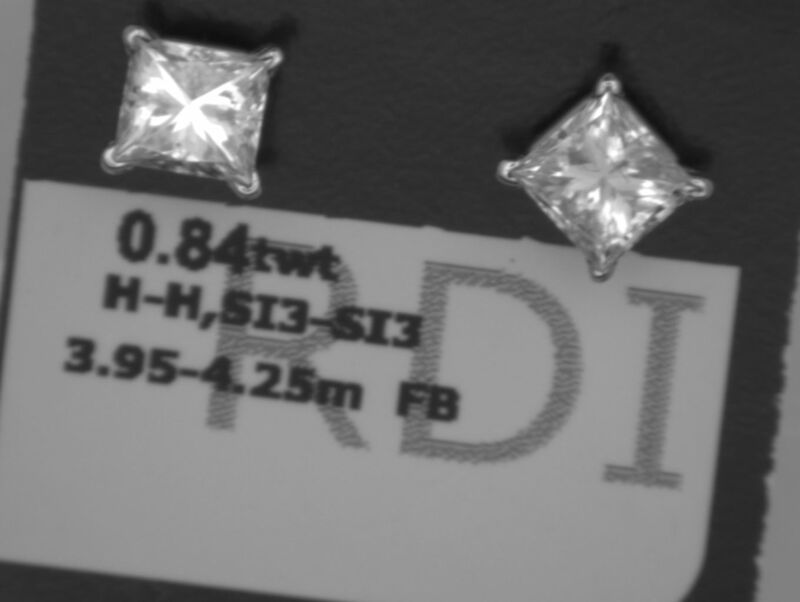 0.84twt
H-H,SI3-SI3
3.95-4.25m FB
RDI